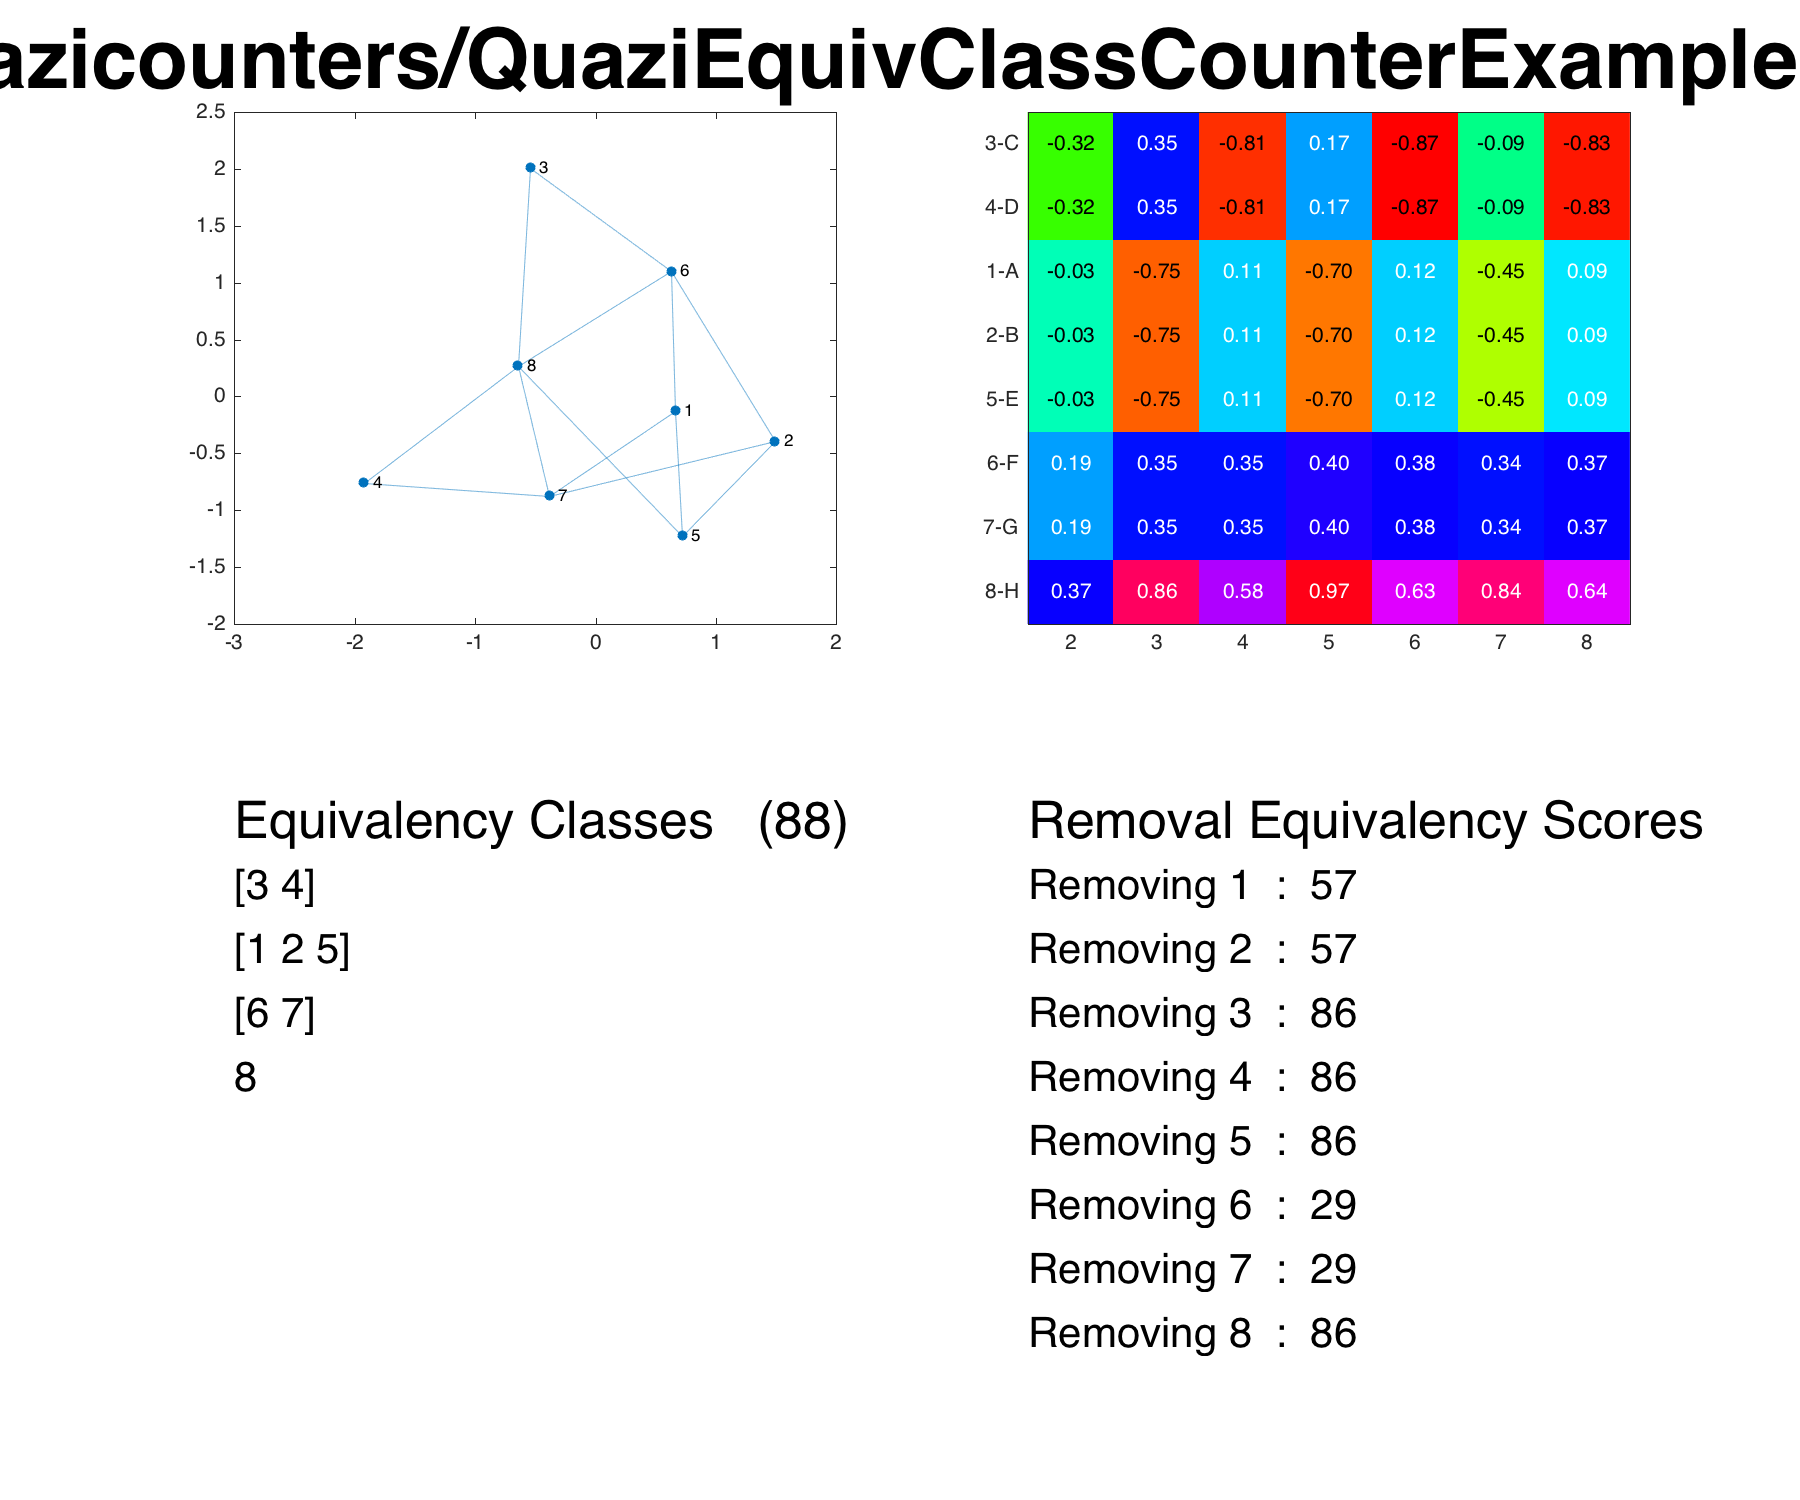 azicounters/QuaziEquivClassCounterExample
2.5
2
1.5
1
0.5
0
-0.5
-1
-1.5
-2
-3 -2 -1 0 1 2
3
6
8
1
2
4
7
5
3-C -0.32 0.35 -0.81 0.17 -0.87 -0.09 -0.83
4-D -0.32 0.35 -0.81 0.17 -0.87 -0.09 -0.83
1-A -0.03 -0.75 0.11 -0.70 0.12 -0.45 0.09
2-B -0.03 -0.75 0.11 -0.70 0.12 -0.45 0.09
5-E -0.03 -0.75 0.11 -0.70 0.12 -0.45 0.09
6-F 0.19 0.35 0.35 0.40 0.38 0.34 0.37
7-G 0.19 0.35 0.35 0.40 0.38 0.34 0.37
8-H 0.37 0.86 0.58 0.97 0.63 0.84 0.64
2 3 4 5 6 7 8
Equivalency Classes (88)
[3 4]
[1 2 5]
[6 7]
8
Removal Equivalency Scores
Removing 1 : 57
Removing 2 : 57
Removing 3 : 86
Removing 4 : 86
Removing 5 : 86
Removing 6 : 29
Removing 7 : 29
Removing 8 : 86